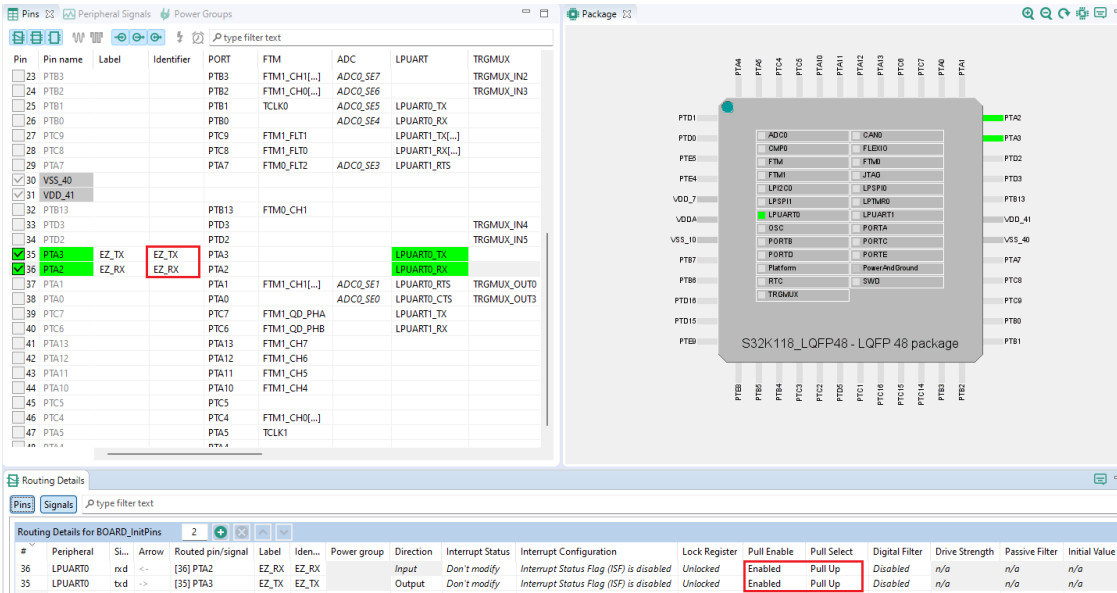 Pins Peripheral Signals Power Groups
type filter text
Pin Pin name Label Identifier PORT FTM ADC LPUART TRGMUX
23 PTB3 PTB3 FTM1_CH1[...] ADC0_SE7 TRGMUX_IN2
24 PTB2 PTB2 FTM1_CH0[...] ADC0_SE6 TRGMUX_IN3
25 PTB1 PTB1 TCLK0 ADC0_SE5 LPUART0_TX
26 PTB0 PTB0 ADC0_SE4 LPUART0_RX
27 PTC9 PTC9 FTM1_FLT1 LPUART1_TX[...]
28 PTC8 PTC8 FTM1_FLT0 LPUART1_RX[...]
29 PTA7 PTA7 FTM0_FLT2 ADC0_SE3 LPUART1_RTS
30 VSS_40
31 VDD_41
32 PTB13 PTB13 FTM0_CH1
33 PTD3 PTD3 TRGMUX_IN4
34 PTD2 PTD2 TRGMUX_IN5
35 PTA3 EZ_TX EZ_TX PTA3 LPUART0_TX
36 PTA2 EZ_RX EZ_RX PTA2 LPUART0_RX
37 PTA1 PTA1 FTM1_CH1[...] ADC0_SE1 LPUART0_RTS TRGMUX_OUT0
38 PTA0 PTA0 ADC0_SE0 LPUART0_CTS TRGMUX_OUT3
39 PTC7 PTC7 FTM1_QD_PHA LPUART1_TX
40 PTC6 PTC6 FTM1_QD_PHB LPUART1_RX
41 PTA13 PTA13 FTM1_CH7
42 PTA12 PTA12 FTM1_CH6
43 PTA11 PTA11 FTM1_CH5
44 PTA10 PTA10 FTM1_CH4
45 PTC5 PTC5
46 PTC4 PTC4 FTM1_CH0[...]
47 PTA5 PTA5 TCLK1
Package
PTA4 PTA5 PTC4 PTC5 PTA10 PTA11 PTA12 PTA13 PTC6 PTC7 PTA0 PTA1
PTD1 PTA2
PTD0 PTA3
PTE5 PTD2
PTE4 PTD3
VDD_7 PTB13
VDDA VDD_41
VSS_10 VSS_40
PTB7 PTA7
PTB6 PTC8
PTD16 PTC9
PTD15 PTB0
PTE9 PTB1
ADC0 CAN0
CMP0 FLEXIO
FTM FTM0
FTM1 JTAG
LPI2C0 LPSPI0
LPSPI1 LPTMR0
LPUART0 LPUART1
OSC PORTA
PORTB PORTC
PORTD PORTE
Platform PowerAndGround
RTC SWD
TRGMUX
S32K118_LQFP48 - LQFP 48 package
PTE8 PTB5 PTB4 PTC3 PTC2 PTD5 PTC1 PTC16 PTC15 PTC14 PTB3 PTB2
Routing Details
Pins Signals type filter text
Routing Details for BOARD_InitPins 2
# Peripheral Si... Arrow Routed pin/signal Label Iden... Power group Direction Interrupt Status Interrupt Configuration Lock Register Pull Enable Pull Select Digital Filter Drive Strength Passive Filter Initial Value
36 LPUART0 rxd <- [36] PTA2 EZ_RX EZ_RX Input Don't modify Interrupt Status Flag (ISF) is disabled Unlocked Enabled Pull Up Disabled n/a n/a n/a
35 LPUART0 txd -> [35] PTA3 EZ_TX EZ_TX Output Don't modify Interrupt Status Flag (ISF) is disabled Unlocked Enabled Pull Up Disabled n/a n/a n/a